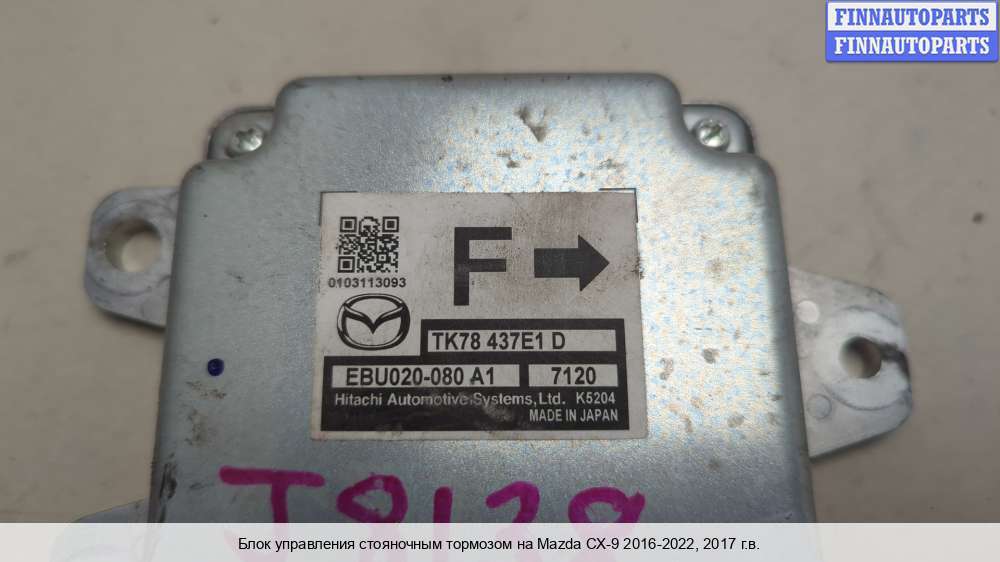 FINNAUTOPARTS
FINNAUTOPARTS
F
0103113093
TK78 437E1 D
EBU020-080 A1 7120
Hitachi Automotive Systems,Ltd. K5204
MADE IN JAPAN
Блок управления стояночным тормозом на Mazda CX-9 2016-2022, 2017 г.в.